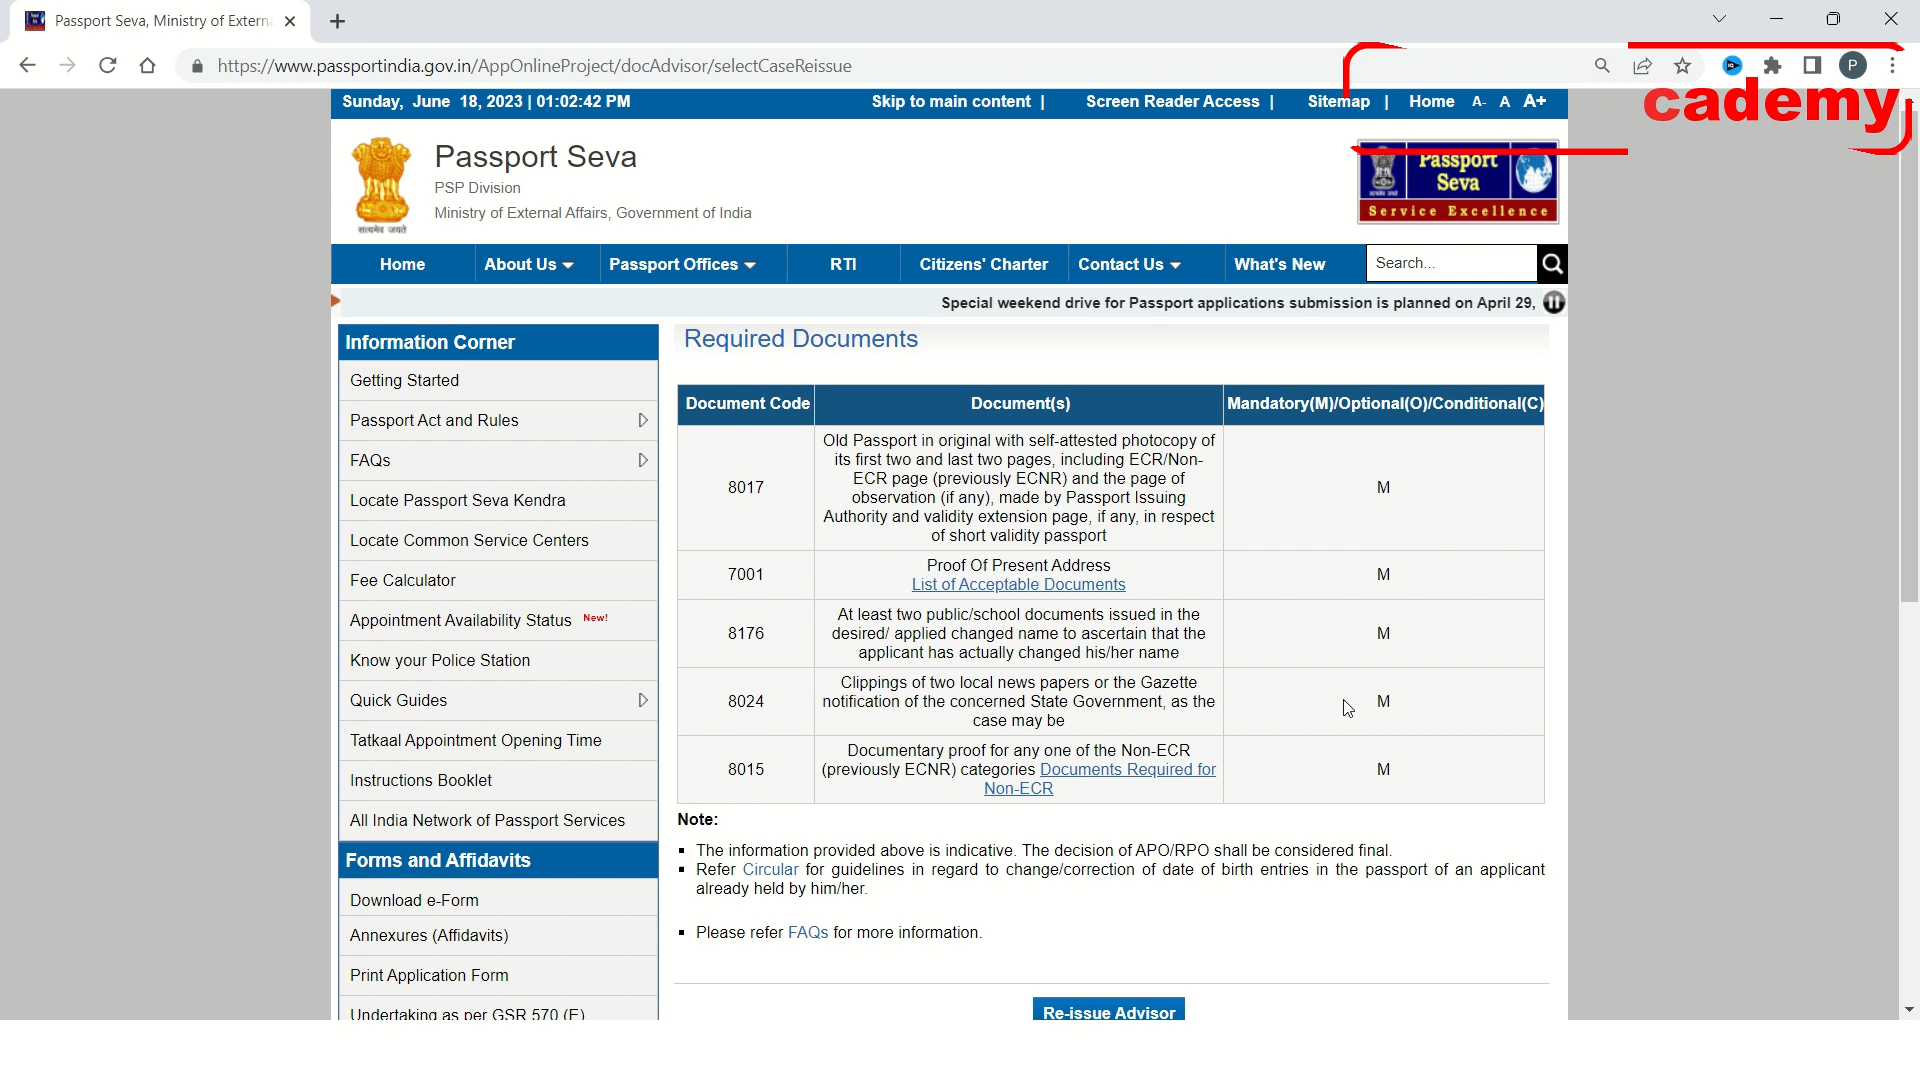 Passport Seva, Ministry of Extern
https://www.passportindia.gov.in/AppOnlineProject/docAdvisor/selectCaseReissue
P
cademy
Sunday, June 18, 2023 | 01:02:42 PM
Skip to main content |
Screen Reader Access |
Sitemap |
Home
A- A A+
Passport Seva
PSP Division
Ministry of External Affairs, Government of India
सत्यमेव जयते
Passport
Seva
Service Excellence
Home
About Us
Passport Offices
RTI
Citizens' Charter
Contact Us
What's New
Search...
Special weekend drive for Passport applications submission is planned on April 29,
Information Corner
Getting Started
Passport Act and Rules
FAQs
Locate Passport Seva Kendra
Locate Common Service Centers
Fee Calculator
Appointment Availability Status New!
Know your Police Station
Quick Guides
Tatkaal Appointment Opening Time
Instructions Booklet
All India Network of Passport Services
Forms and Affidavits
Download e-Form
Annexures (Affidavits)
Print Application Form
Undertaking as per GSR 570 (E)
Required Documents
Document Code
Document(s)
Mandatory(M)/Optional(O)/Conditional(C)
8017
Old Passport in original with self-attested photocopy of
its first two and last two pages, including ECR/Non-
ECR page (previously ECNR) and the page of
observation (if any), made by Passport Issuing
Authority and validity extension page, if any, in respect
of short validity passport
M
7001
Proof Of Present Address
List of Acceptable Documents
M
8176
At least two public/school documents issued in the
desired/ applied changed name to ascertain that the
applicant has actually changed his/her name
M
8024
Clippings of two local news papers or the Gazette
notification of the concerned State Government, as the
case may be
M
8015
Documentary proof for any one of the Non-ECR
(previously ECNR) categories Documents Required for
Non-ECR
M
Note:
▪ The information provided above is indicative. The decision of APO/RPO shall be considered final.
▪ Refer Circular for guidelines in regard to change/correction of date of birth entries in the passport of an applicant
already held by him/her.
▪ Please refer FAQs for more information.
Re-issue Advisor